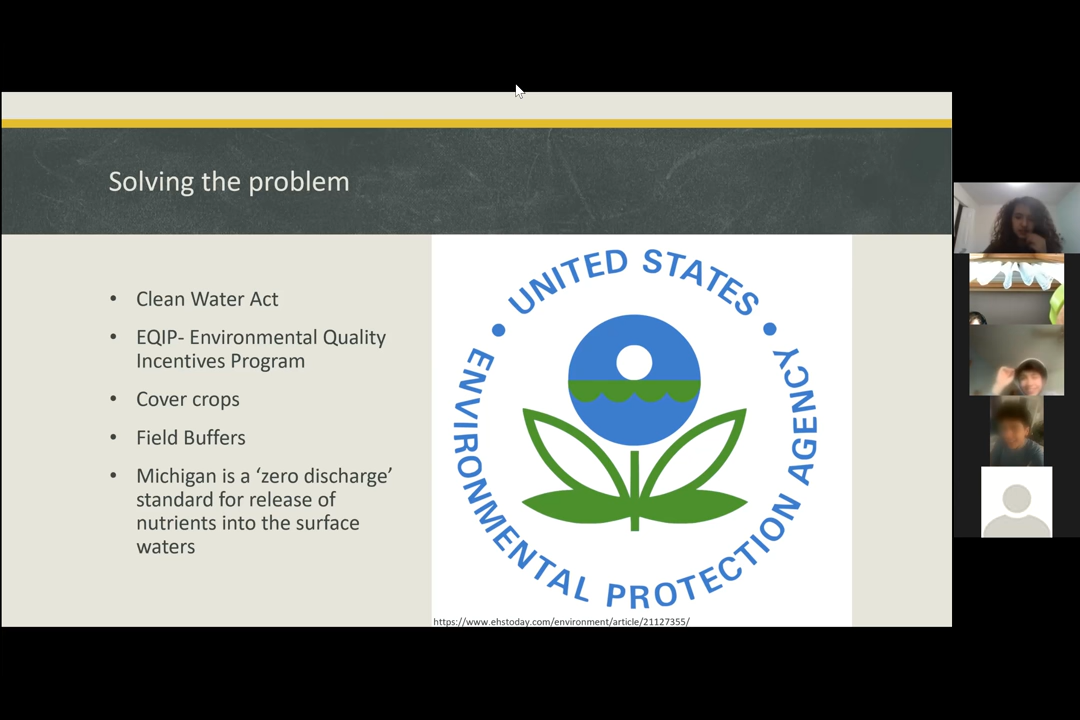 Solving the problem
• Clean Water Act
• EQIP- Environmental Quality
Incentives Program
• Cover crops
• Field Buffers
• Michigan is a ‘zero discharge’
standard for release of
nutrients into the surface
waters
• UNITED STATES •
ENVIRONMENTAL PROTECTION AGENCY
https://www.ehstoday.com/environment/article/21127355/